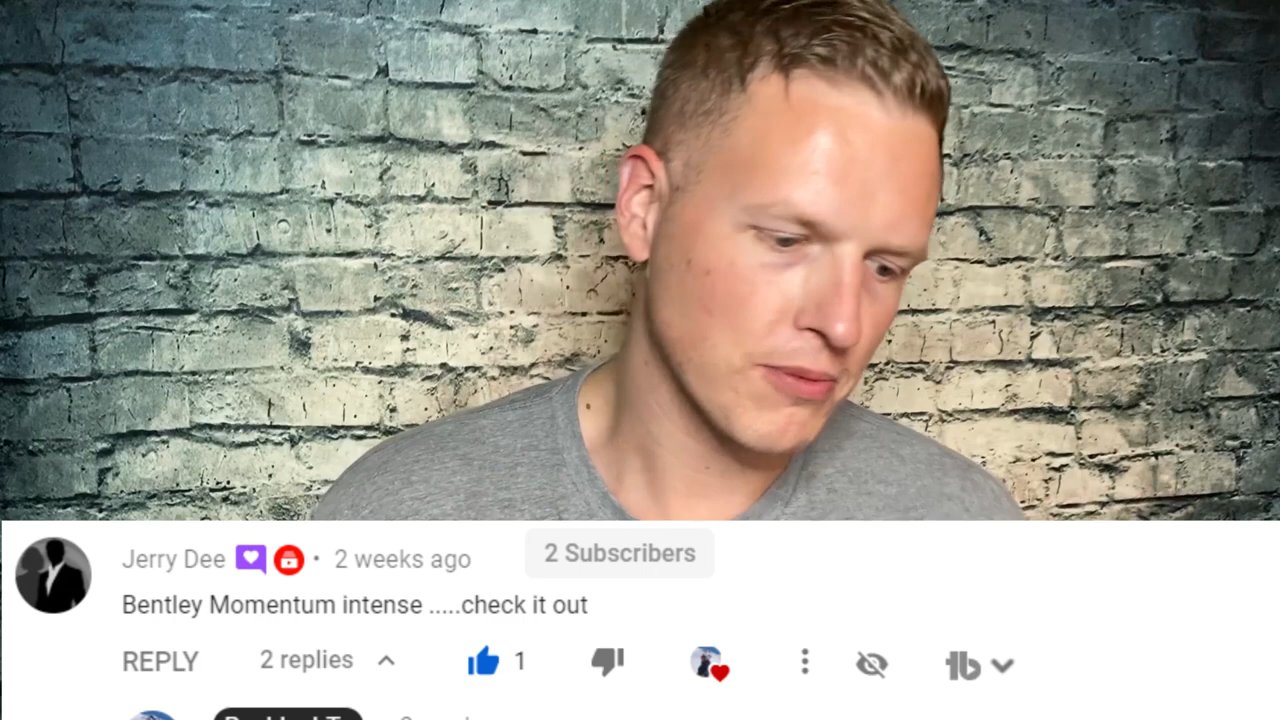 Jerry Dee • 2 weeks ago 2 Subscribers
Bentley Momentum intense .....check it out
REPLY 2 replies 1